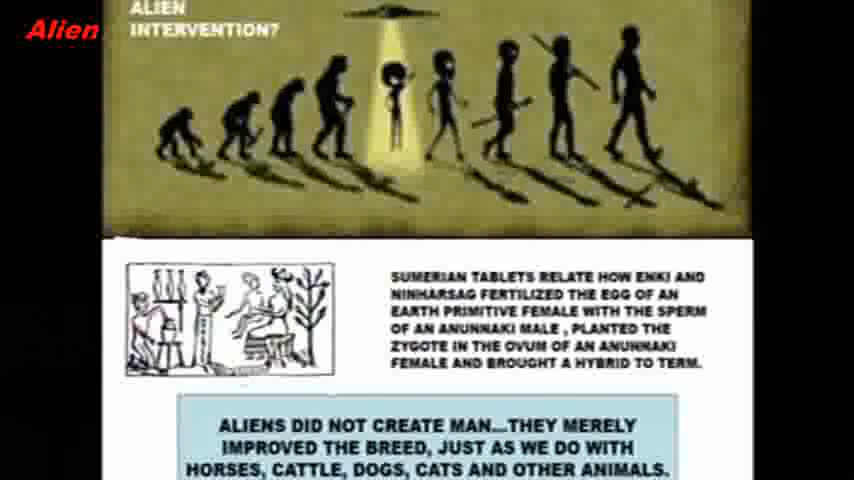 ALIEN
INTERVENTION?
Alien
SUMERIAN TABLETS RELATE HOW ENKI AND
NINHARSAG FERTILIZED THE EGG OF AN
EARTH PRIMITIVE FEMALE WITH THE SPERM
OF AN ANUNNAKI MALE , PLANTED THE
ZYGOTE IN THE OVUM OF AN ANUNNAKI
FEMALE AND BROUGHT A HYBRID TO TERM.
ALIENS DID NOT CREATE MAN...THEY MERELY
IMPROVED THE BREED, JUST AS WE DO WITH
HORSES, CATTLE, DOGS, CATS AND OTHER ANIMALS.